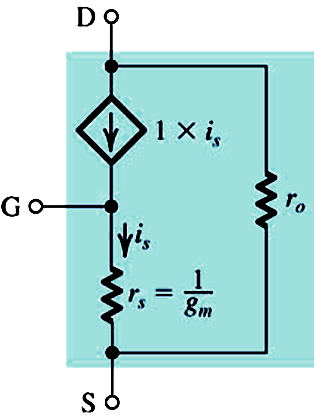 D
1 × i_s
G
i_s
r_o
r_s = 1/g_m
S